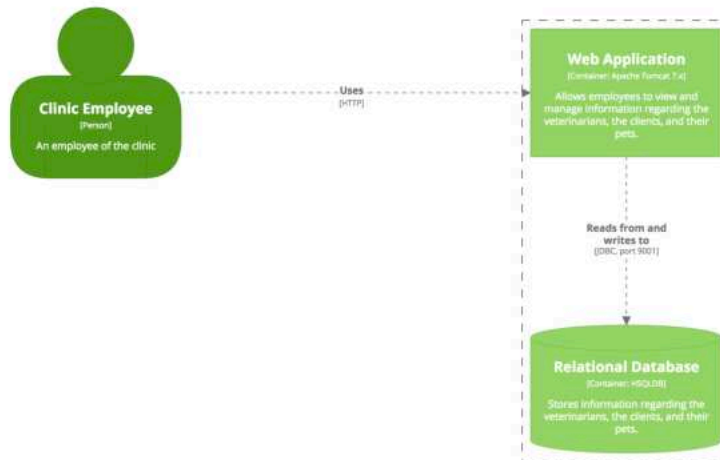 Clinic Employee
[Person]
An employee of the clinic
Uses
[HTTP]
Web Application
[Container: Apache Tomcat 7.x]
Allows employees to view and
manage information regarding the
veterinarians, the clients, and their
pets.
Reads from and
writes to
[JDBC, port 9001]
Relational Database
[Container: HSQLDB]
Stores information regarding the
veterinarians, the clients, and their
pets.